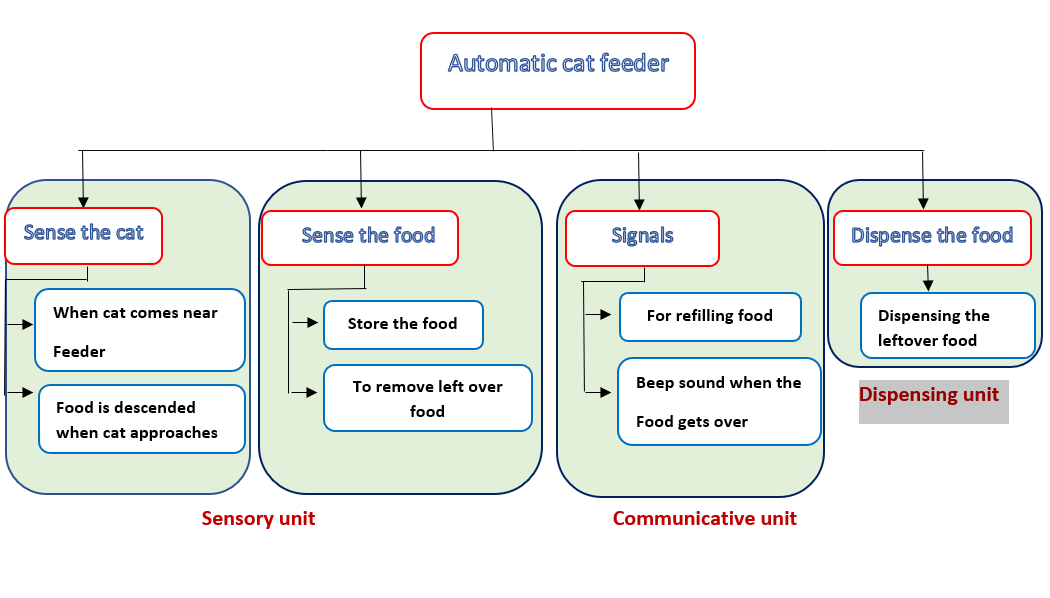 Automatic cat feeder
Sense the cat
When cat comes near
Feeder
Food is descended
when cat approaches
Sense the food
Store the food
To remove left over
food
Sensory unit
Signals
For refilling food
Beep sound when the
Food gets over
Communicative unit
Dispense the food
Dispensing the
leftover food
Dispensing unit